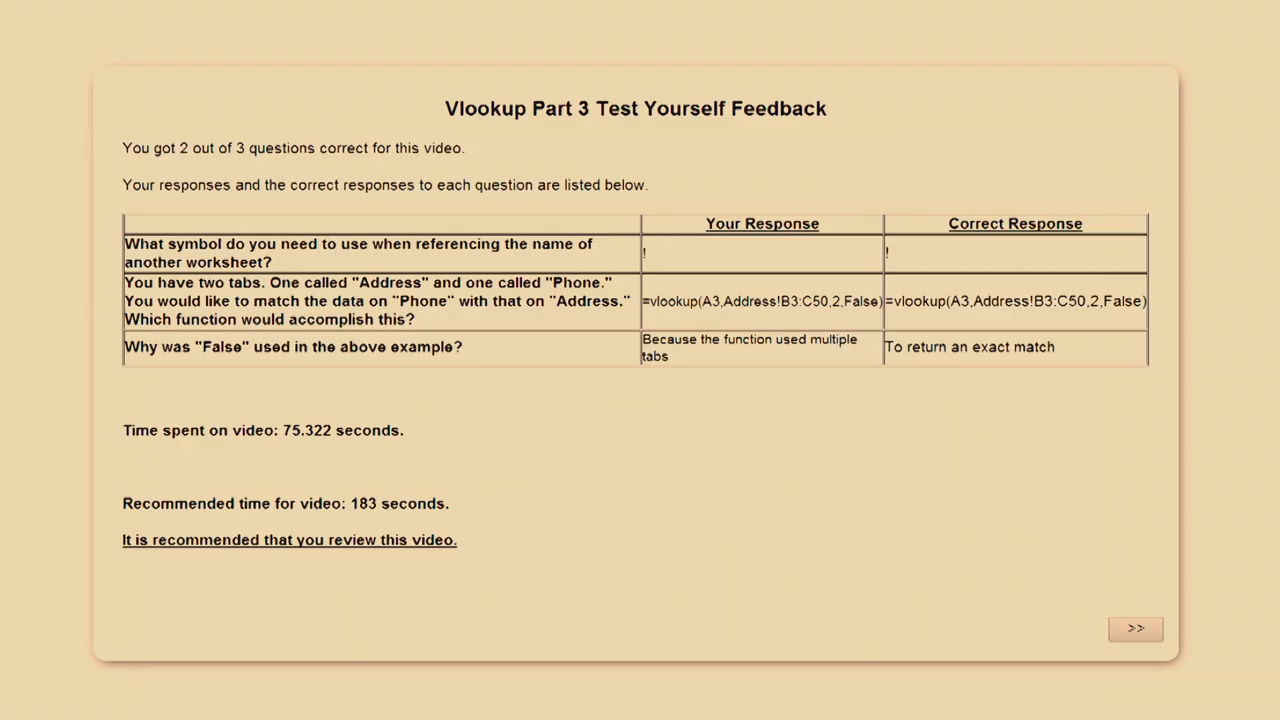 Vlookup Part 3 Test Yourself Feedback
You got 2 out of 3 questions correct for this video.
Your responses and the correct responses to each question are listed below.
Your Response Correct Response
What symbol do you need to use when referencing the name of
another worksheet?
! !
You have two tabs. One called "Address" and one called "Phone."
You would like to match the data on "Phone" with that on "Address."
Which function would accomplish this?
=vlookup(A3,Address!B3:C50,2,False) =vlookup(A3,Address!B3:C50,2,False)
Why was "False" used in the above example?
Because the function used multiple
tabs
To return an exact match
Time spent on video: 75.322 seconds.
Recommended time for video: 183 seconds.
It is recommended that you review this video.
>>